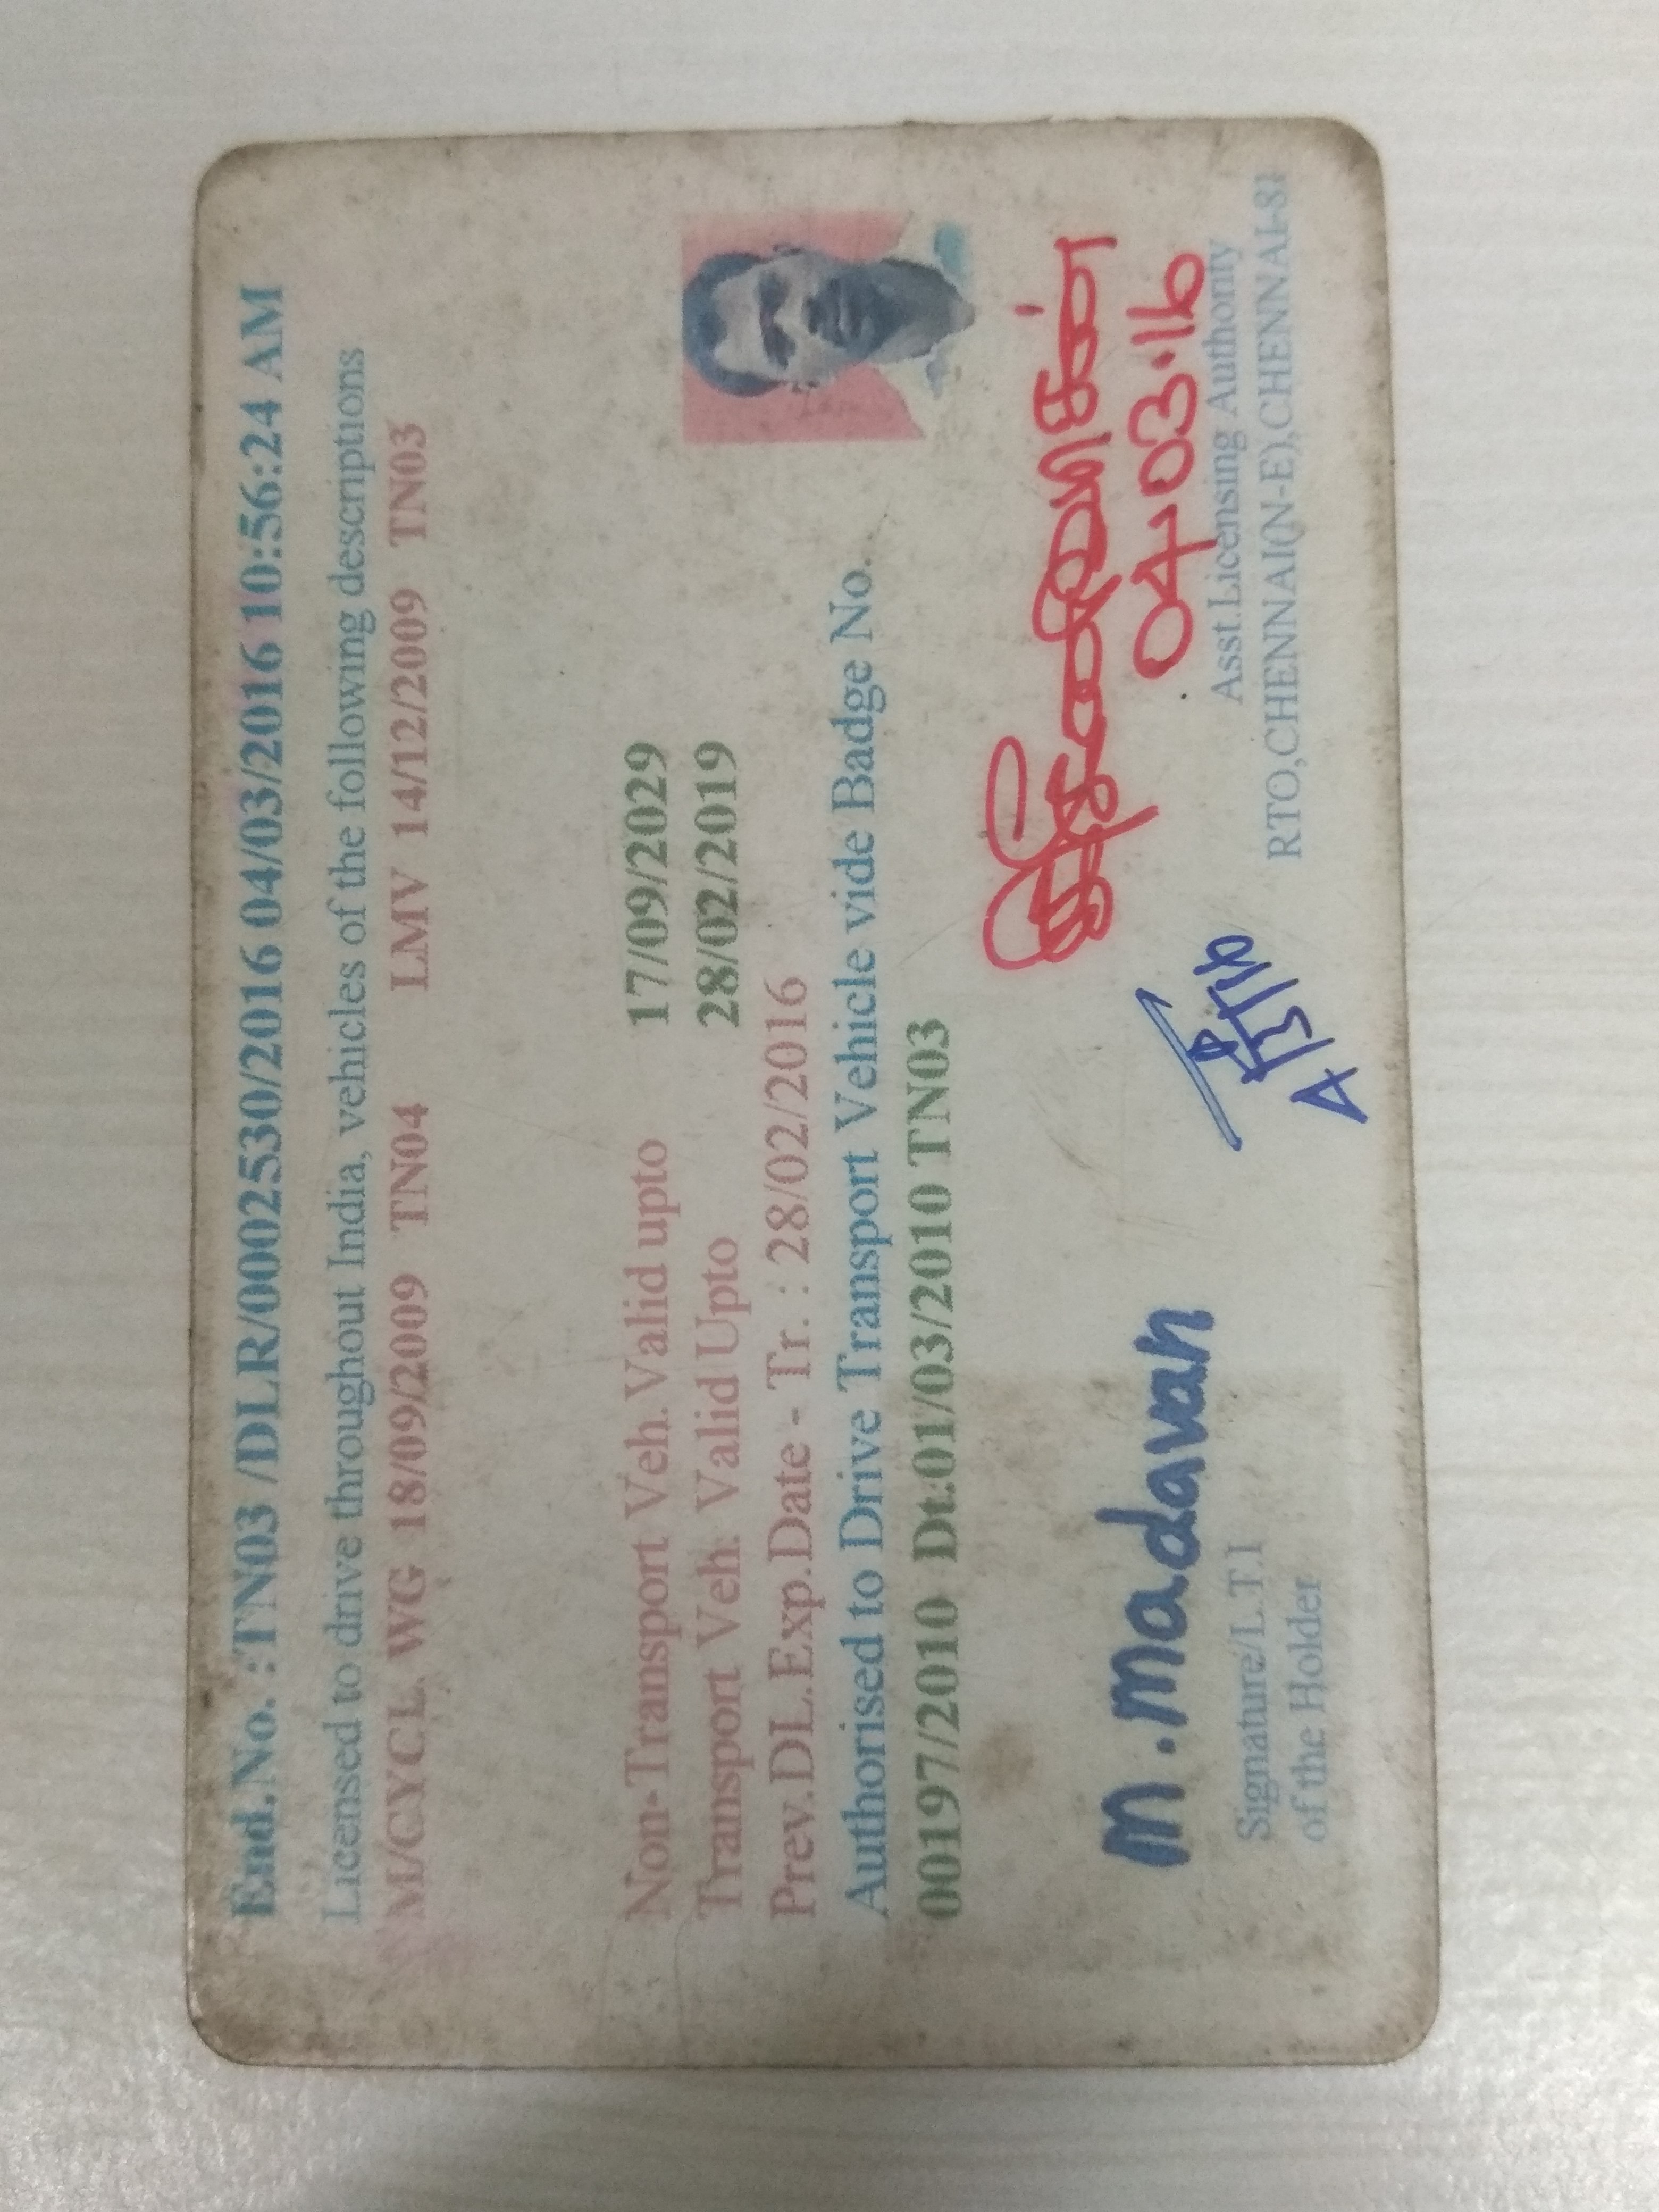 End.No. :TN03 /DLR/0002530/2016 04/03/2016 10:56:24 AM
Licensed to drive throughout India, vehicles of the following descriptions
M/CYCL. WG 18/09/2009 TN04 LMV 14/12/2009 TN03
Non-Transport Veh.Valid upto 17/09/2029
Transport Veh. Valid Upto 28/02/2019
Prev.DL.Exp.Date - Tr. : 28/02/2016
Authorised to Drive Transport Vehicle vide Badge No.
00197/2010 Dt:01/03/2010 TN03
M.Madavan
04.03.16
Signature/L.T.I
of the Holder
Asst.Licensing Authority
RTO,CHENNAI(N-E),CHENNAI-81